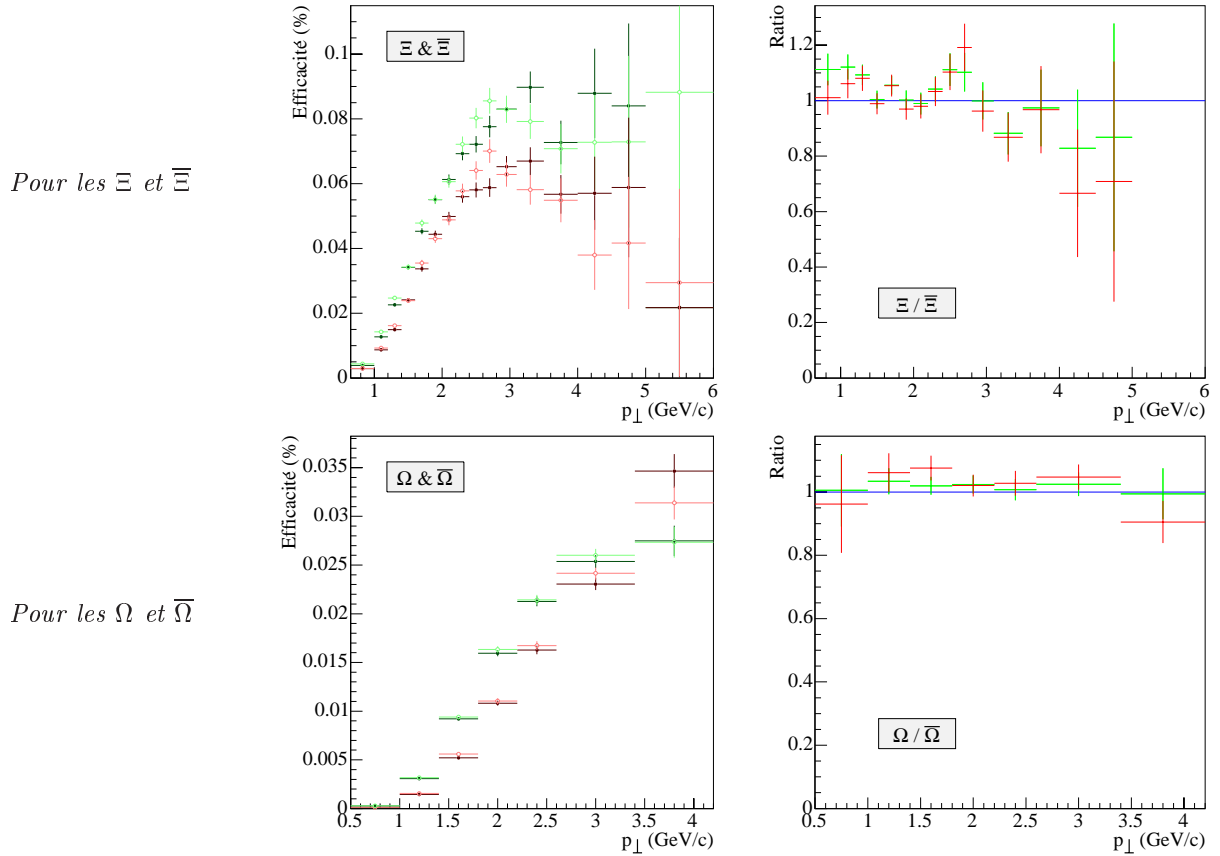 Efficacité (%)
Ξ & Ξ̅
0.1
0.08
0.06
0.04
0.02
0
1 2 3 4 5 6
p⊥ (GeV/c)
Ratio
1.2
1
0.8
0.6
0.4
0.2
0
Ξ / Ξ̅
1 2 3 4 5 6
p⊥ (GeV/c)
Pour les Ξ et Ξ̅
Efficacité (%)
Ω & Ω̅
0.035
0.03
0.025
0.02
0.015
0.01
0.005
0
0.5 1 1.5 2 2.5 3 3.5 4
p⊥ (GeV/c)
Ratio
1
0.8
0.6
0.4
0.2
0
Ω / Ω̅
0.5 1 1.5 2 2.5 3 3.5 4
p⊥ (GeV/c)
Pour les Ω et Ω̅